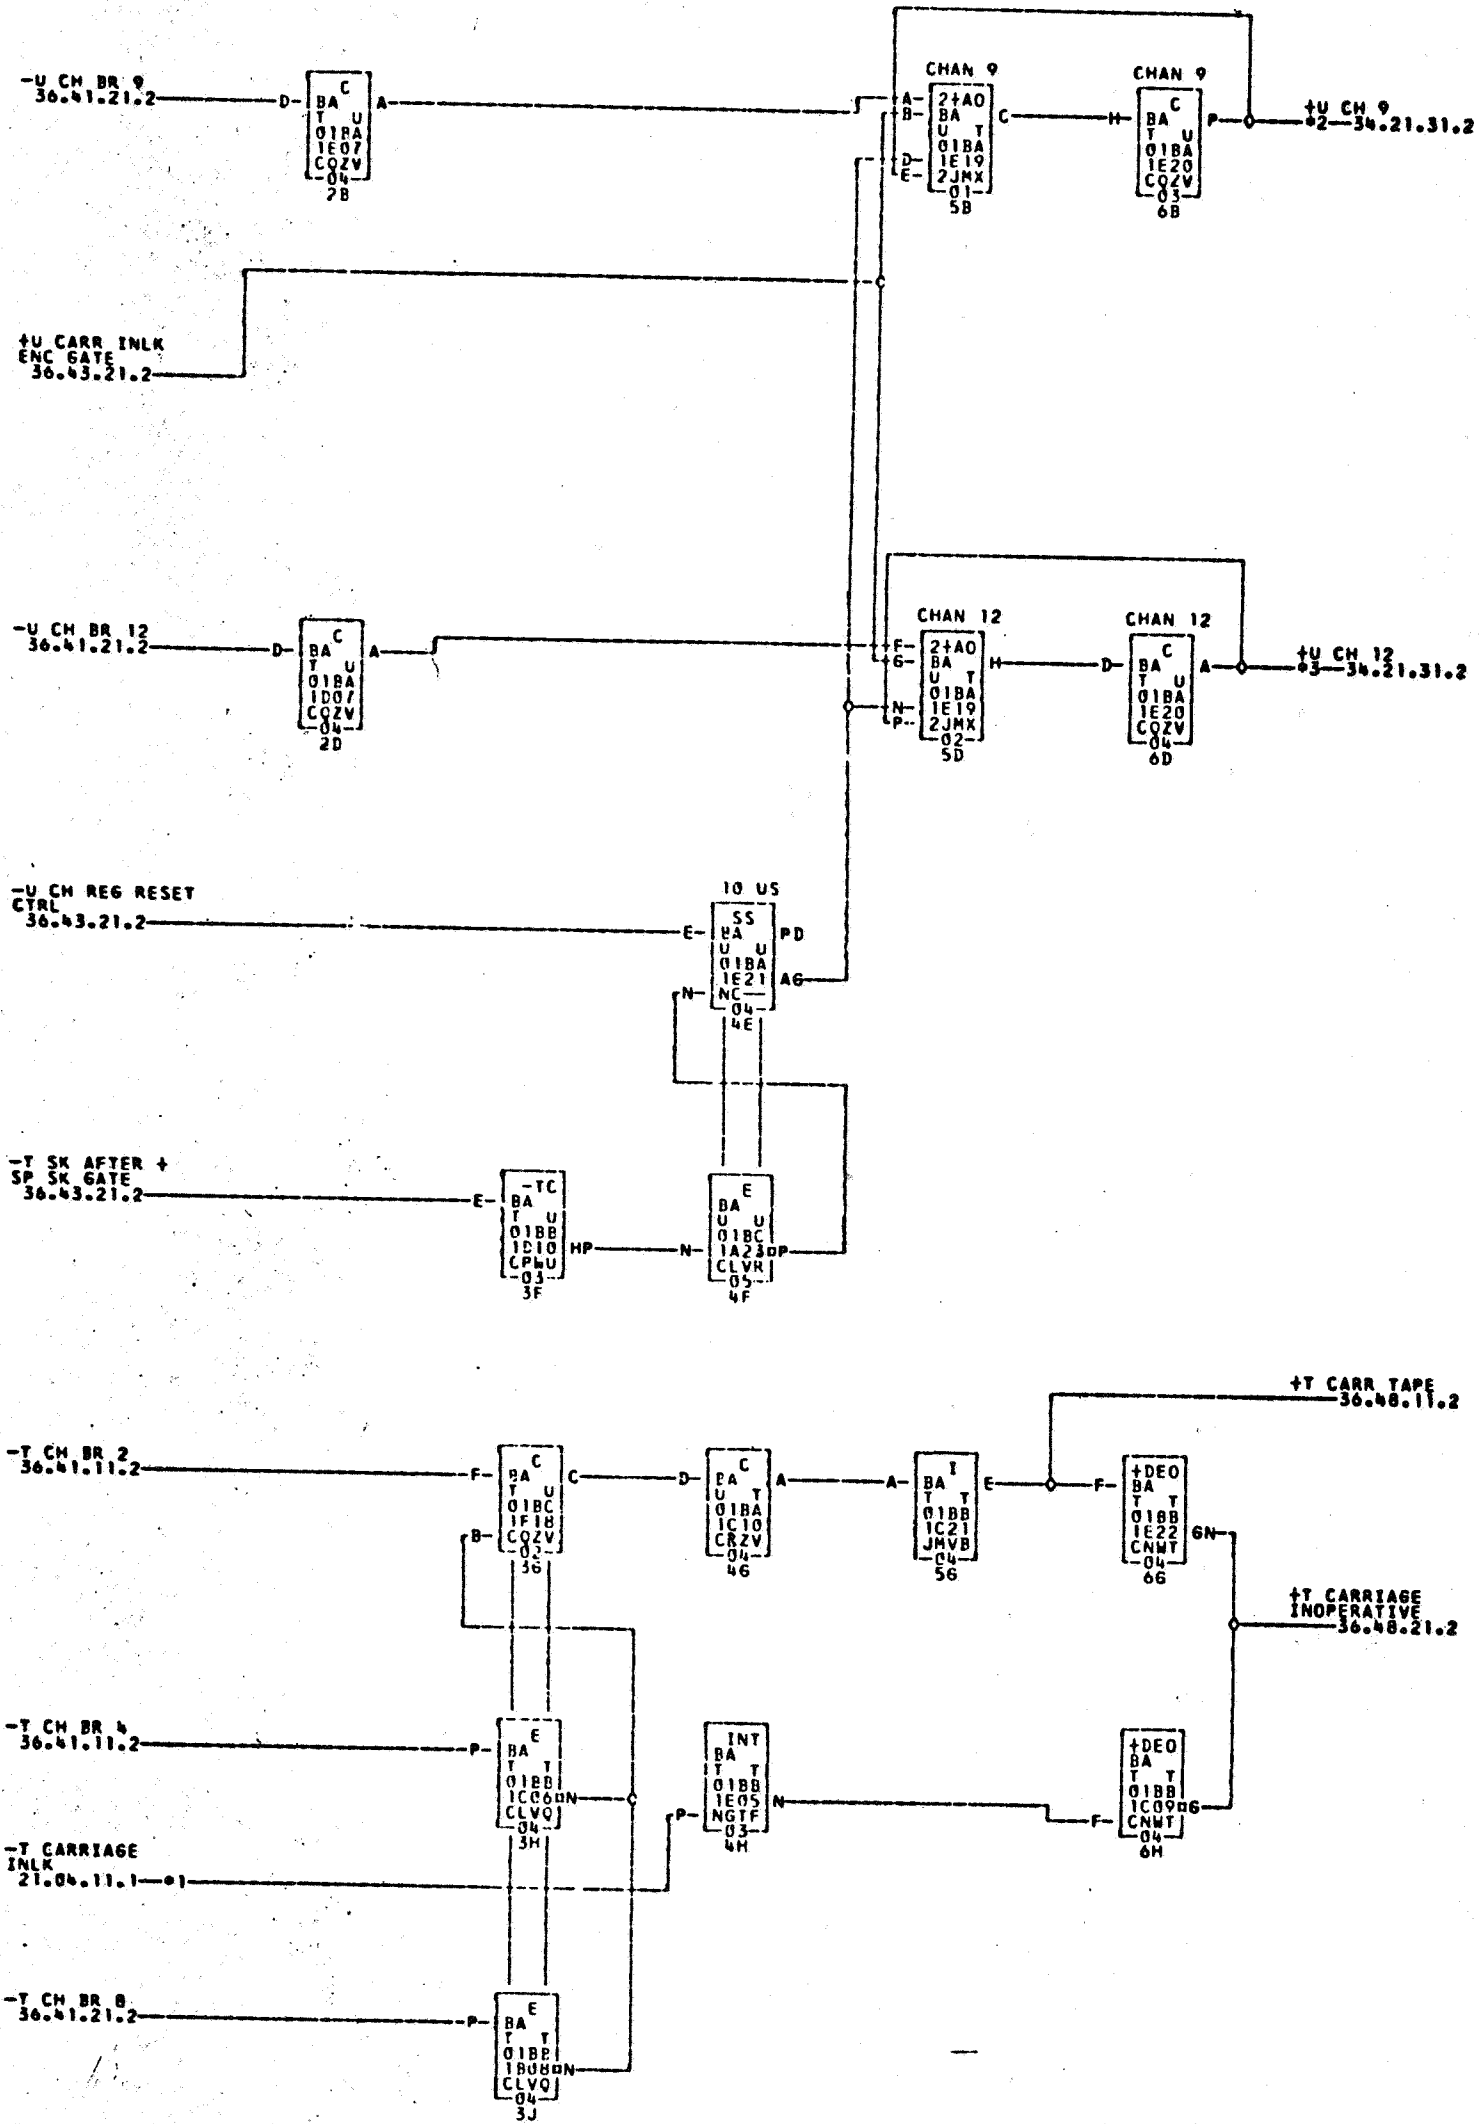 -U CH BR 9
36.41.21.2
D-
C
BA
T U
01BA
1E07
CQZV
04
2B
A
CHAN 9
A-
B-
D-
E-
2+AO
BA
U T
01BA
1E19
2JMX
01
5B
C
H-
CHAN 9
C
BA
T U
01BA
1E20
CQZV
03
6B
P
+U CH 9
*2—34.21.31.2
+U CARR INLK
ENC GATE
36.43.21.2
-U CH BR 12
36.41.21.2
D-
C
BA
T U
01BA
1D07
CQZV
04
2D
A
CHAN 12
F-
G-
N-
P-
2+AO
BA
U T
01BA
1E19
2JMX
02
5D
H
D-
CHAN 12
C
BA
T U
01BA
1E20
CQZV
04
6D
A
+U CH 12
*3—34.21.31.2
-U CH REG RESET
CTRL
36.43.21.2
10 US
E-
N-
SS
BA
U U
01BA
1E21
NC—
04
4E
PD
AG
-T SK AFTER +
SP SK GATE
36.43.21.2
E-
-TC
BA
T U
01BB
1D10
CPWU
03
3F
HP
N-
E
BA
U U
01BC
1A23
CLVR
05
4F
P
+T CARR TAPE
36.48.11.2
-T CH BR 2
36.41.11.2
F-
B-
C
BA
T U
01BC
1F18
CQZV
02
3G
C
D-
C
BA
U T
01BA
1C10
CRZV
04
4G
A
A-
I
BA
T T
01BB
1C21
JMVB
04
5G
E
F-
+DEO
BA
T T
01BB
1E22
CNWT
04
6G
GN
+T CARRIAGE
INOPERATIVE
36.48.21.2
-T CH BR 4
36.41.11.2
P-
E
BA
T T
01BB
1C06
CLVQ
04
3H
N
P-
INT
BA
T T
01BB
1E05
NGTF
03
4H
N
F-
+DEO
BA
T T
01BB
1C09
CNWT
04
6H
G
-T CARRIAGE
INLK
21.04.11.1—*1
-T CH BR 8
36.41.21.2
P-
E
BA
T T
01BB
1B08
CLVQ
04
3J
N